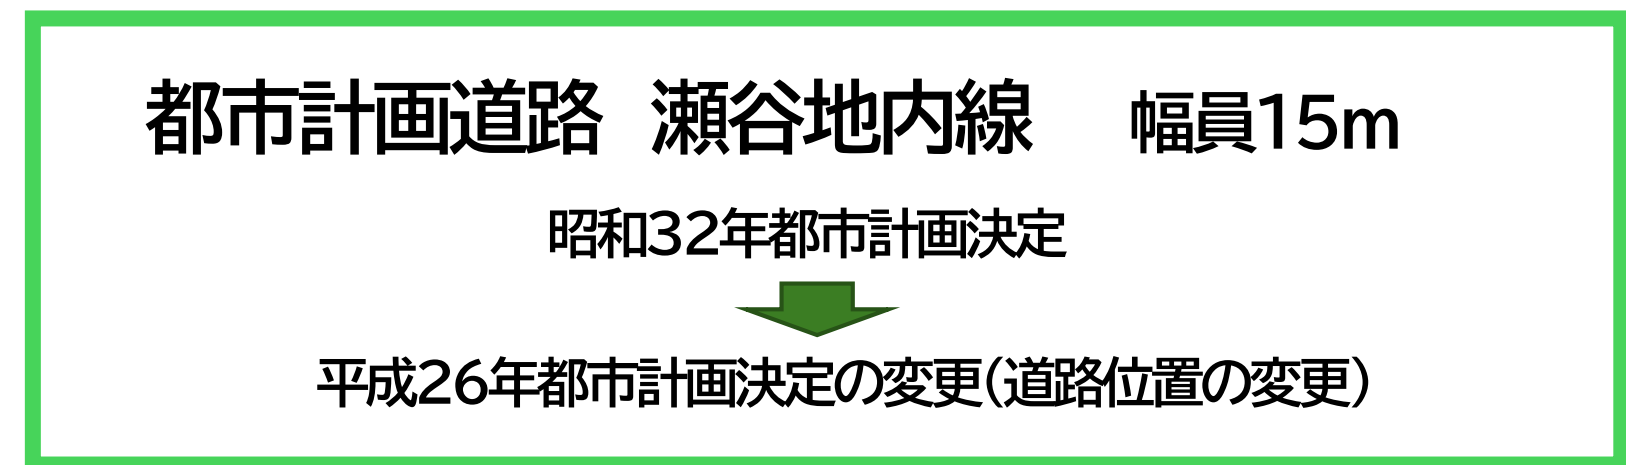 都市計画道路　瀬谷地内線　幅員15m
昭和32年都市計画決定
平成26年都市計画決定の変更(道路位置の変更)